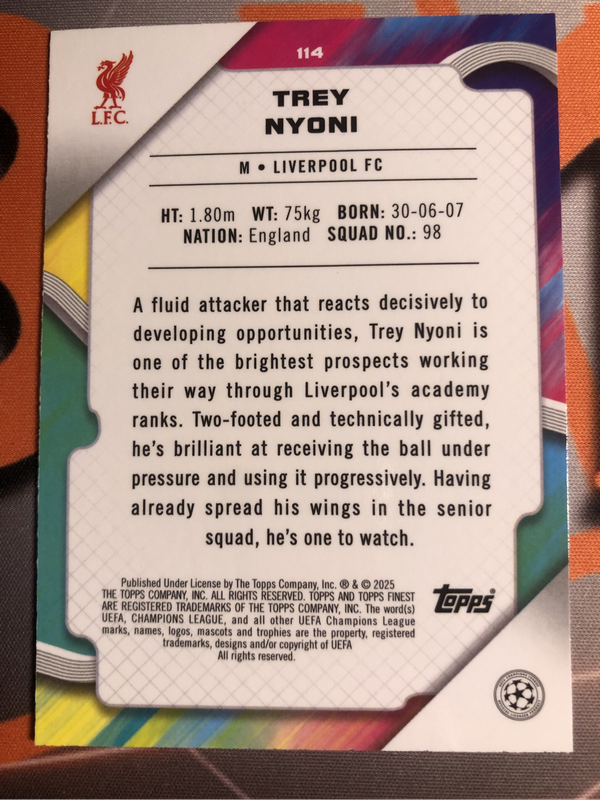 114
L.F.C.
TREY
NYONI
M • LIVERPOOL FC
HT: 1.80m WT: 75kg BORN: 30-06-07
NATION: England SQUAD NO.: 98
A fluid attacker that reacts decisively to
developing opportunities, Trey Nyoni is
one of the brightest prospects working
their way through Liverpool's academy
ranks. Two-footed and technically gifted,
he's brilliant at receiving the ball under
pressure and using it progressively. Having
already spread his wings in the senior
squad, he's one to watch.
Published Under License by The Topps Company, Inc. ® & © 2025
THE TOPPS COMPANY, INC. ALL RIGHTS RESERVED. TOPPS AND TOPPS FINEST
ARE REGISTERED TRADEMARKS OF THE TOPPS COMPANY, INC. The word(s)
UEFA, CHAMPIONS LEAGUE, and all other UEFA Champions League
marks, names, logos, mascots and trophies are the property, registered
trademarks, designs and/or copyright of UEFA
All rights reserved.
Topps®